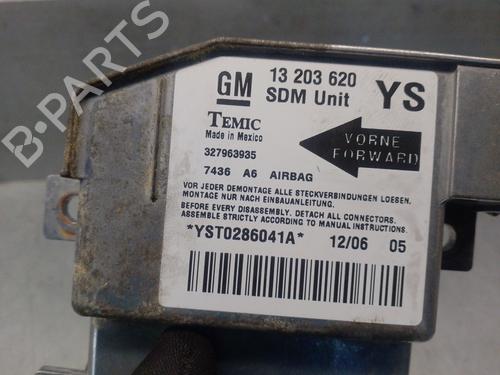 B-PARTS
GM
13 203 620
SDM Unit
YS
TEMIC
Made in Mexico
327963935
7436 A6 AIRBAG
VORNE
FORWARD
VOR JEDER DEMONTAGE ALLE STECKVERBINDUNGEN LOESEN.
MONTAGE NUR NACH EINBAUANLEITUNG.
BEFORE EVERY DISASSEMBLY. DETACH ALL CONNECTORS.
ASSEMBLE STRICTLY ACCORDING TO MANUAL INSTRUCTIONS.
*YST0286041A* 12/06 05